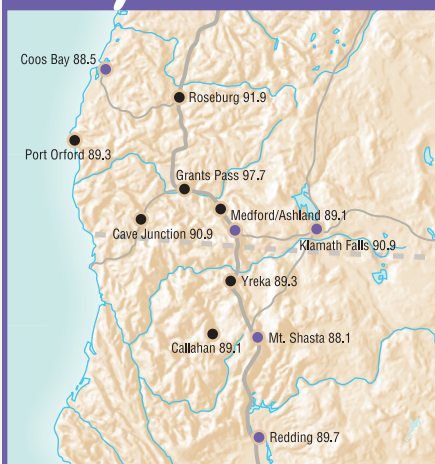 Coos Bay 88.5
Roseburg 91.9
Port Orford 89.3
Grants Pass 97.7
Medford/Ashland 89.1
Cave Junction 90.9
Klamath Falls 90.9
Yreka 89.3
Callahan 89.1
Mt. Shasta 88.1
Redding 89.7